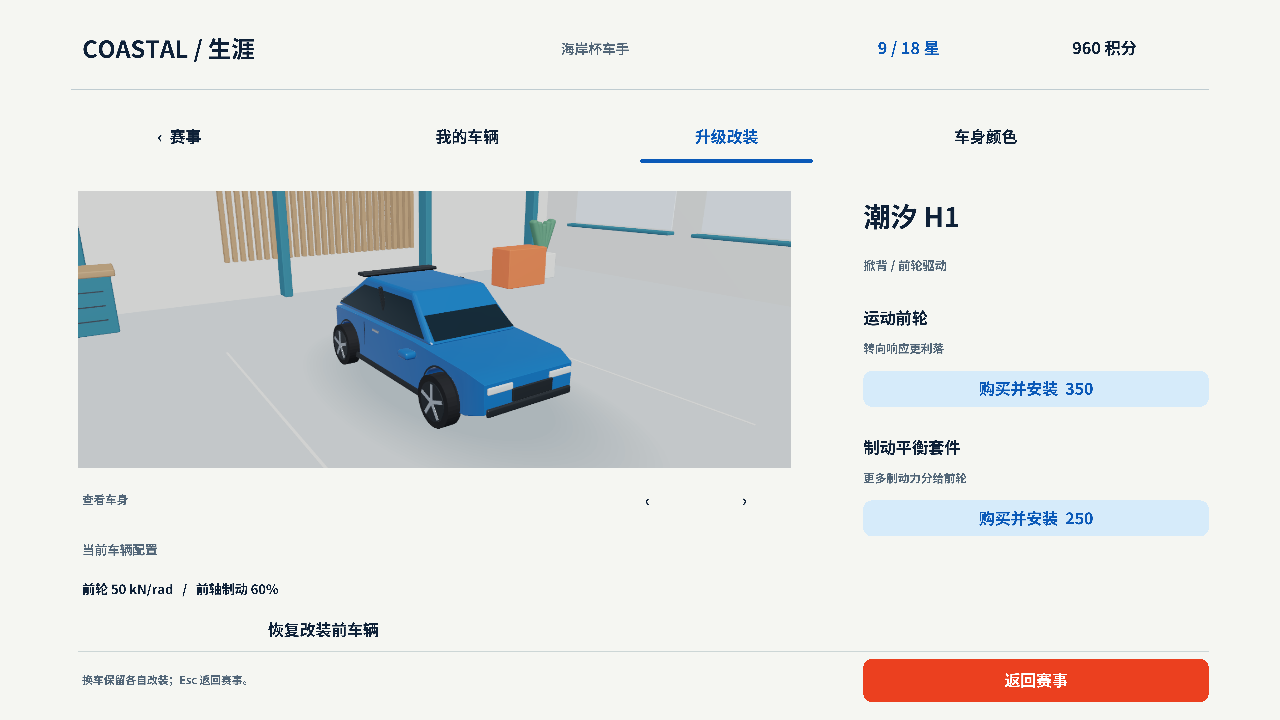 COASTAL / 生涯
海岸杯车手
9 / 18 星
960 积分
‹ 赛事
我的车辆
升级改装
车身颜色
潮汐 H1
掀背 / 前轮驱动
运动前轮
转向响应更利落
购买并安装 350
制动平衡套件
更多制动力分给前轮
购买并安装 250
查看车身
‹
›
当前车辆配置
前轮 50 kN/rad / 前轴制动 60%
恢复改装前车辆
换车保留各自改装；Esc 返回赛事。
返回赛事